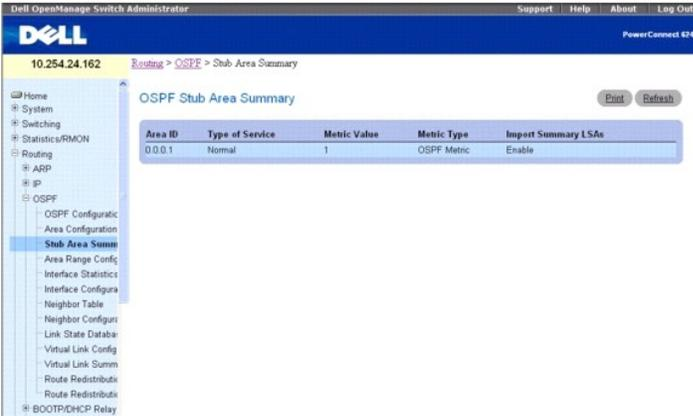 Dell OpenManage Switch Administrator
Support Help About Log Out
DELL
PowerConnect 624
10.254.24.162
Routing > OSPF > Stub Area Summary
Home
System
Switching
Statistics/RMON
Routing
ARP
IP
OSPF
OSPF Configuratic
Area Configuration
Stub Area Summ
Area Range Config
Interface Statistics
Interface Configura
Neighbor Table
Neighbor Configura
Link State Databa
Virtual Link Config
Virtual Link Summ
Route Redistributic
Route Redistributic
BOOTP/DHCP Relay
OSPF Stub Area Summary
Print Refresh
Area ID Type of Service Metric Value Metric Type Import Summary LSAs
0.0.0.1 Normal 1 OSPF Metric Enable